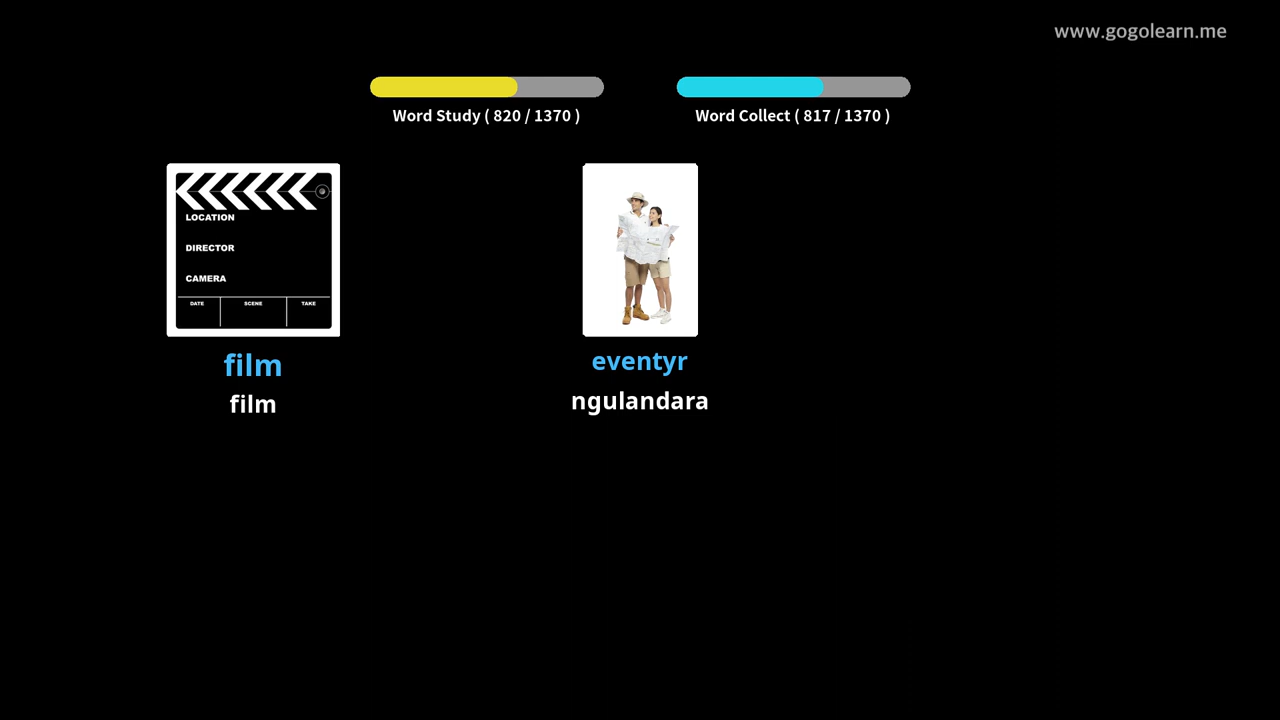 www.gogolearn.me
Word Study ( 820 / 1370 )
Word Collect ( 817 / 1370 )
LOCATION
DIRECTOR
CAMERA
DATE SCENE TAKE
film
film
eventyr
ngulandara